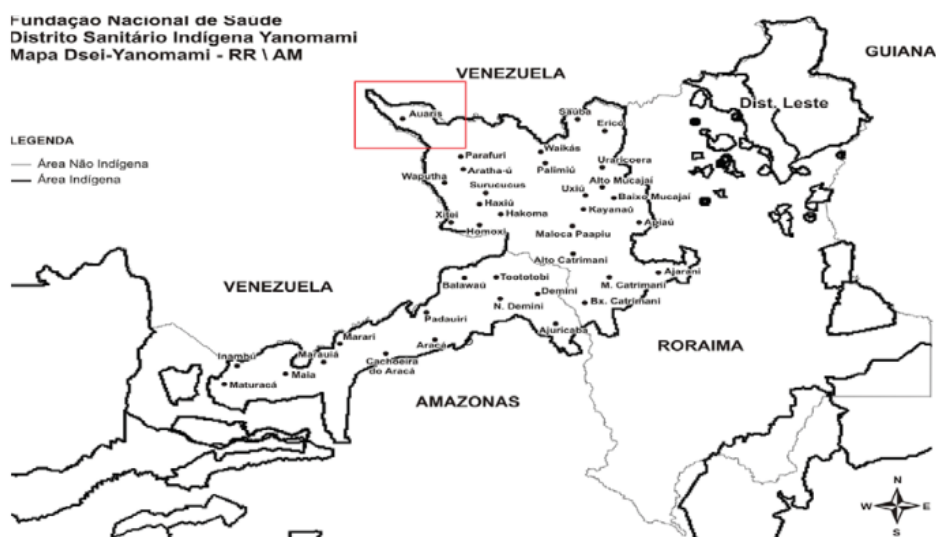 Fundação Nacional de Saúde
Distrito Sanitário Indígena Yanomami
Mapa Dsei-Yanomami - RR \ AM
GUIANA
VENEZUELA
Dist. Leste
LEGENDA
Área Não Indígena
Área Indígena
Auaris
Saúba
Ericó
Waikás
Parafuri
Palimiú
Uraricoera
Aratha-ú
Waputha
Alto Mucajaí
Surucucus
Uxiú
Baixo Mucajaí
Haxiú
Kayanaú
Xitei
Hakoma
Apiaú
Homoxi
Maloca Paapiu
Alto Catrimani
Ajarani
VENEZUELA
Toototobi
Balawaú
M. Catrimani
Demini
N. Demini
Bx. Catrimani
Padauiri
Ajuricaba
Marari
Aracá
RORAIMA
Inambú
Marauiá
Cachoeira
do Aracá
Maia
Maturacá
AMAZONAS
N
W
E
S